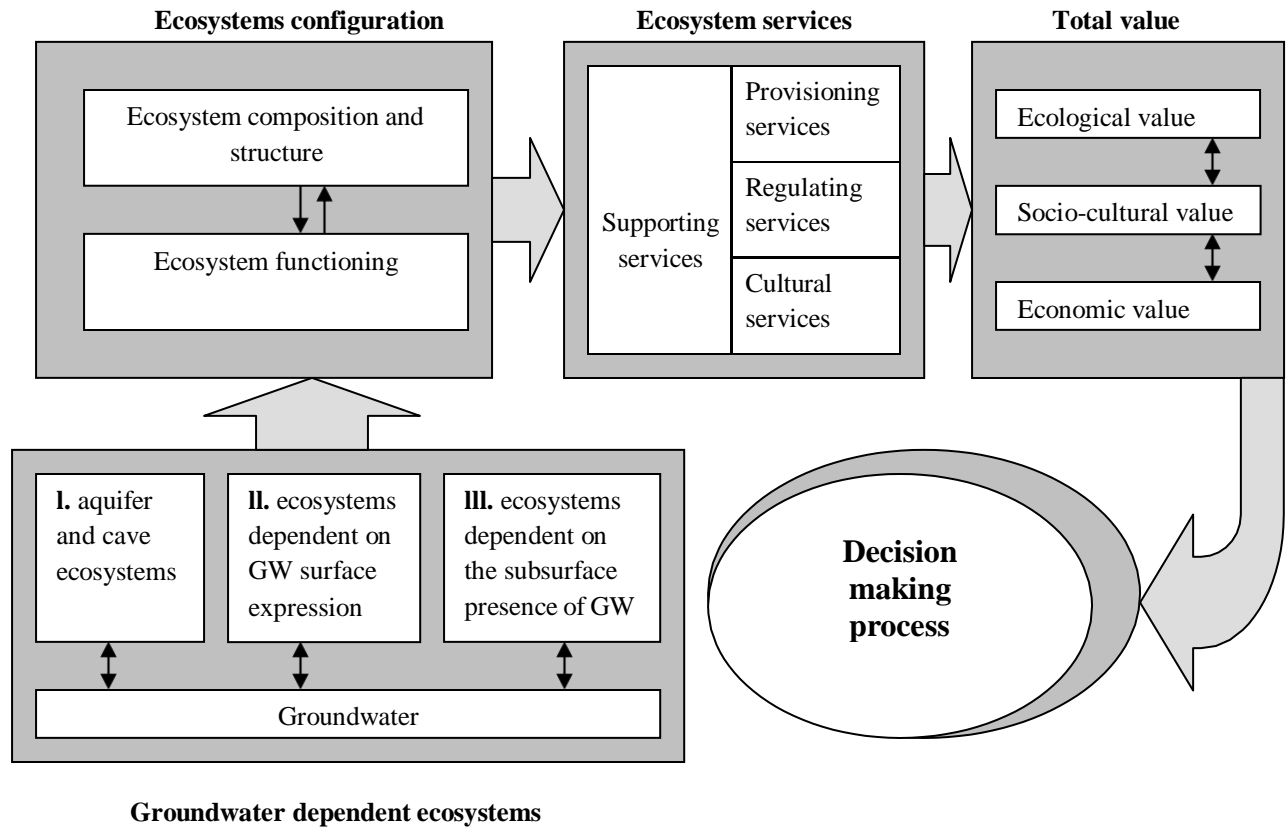 Ecosystems configuration
Ecosystem composition and
structure
Ecosystem functioning
Ecosystem services
Supporting
services
Provisioning
services
Regulating
services
Cultural
services
Total value
Ecological value
Socio-cultural value
Economic value
l. aquifer
and cave
ecosystems
ll. ecosystems
dependent on
GW surface
expression
lll. ecosystems
dependent on
the subsurface
presence of GW
Groundwater
Groundwater dependent ecosystems
Decision
making
process